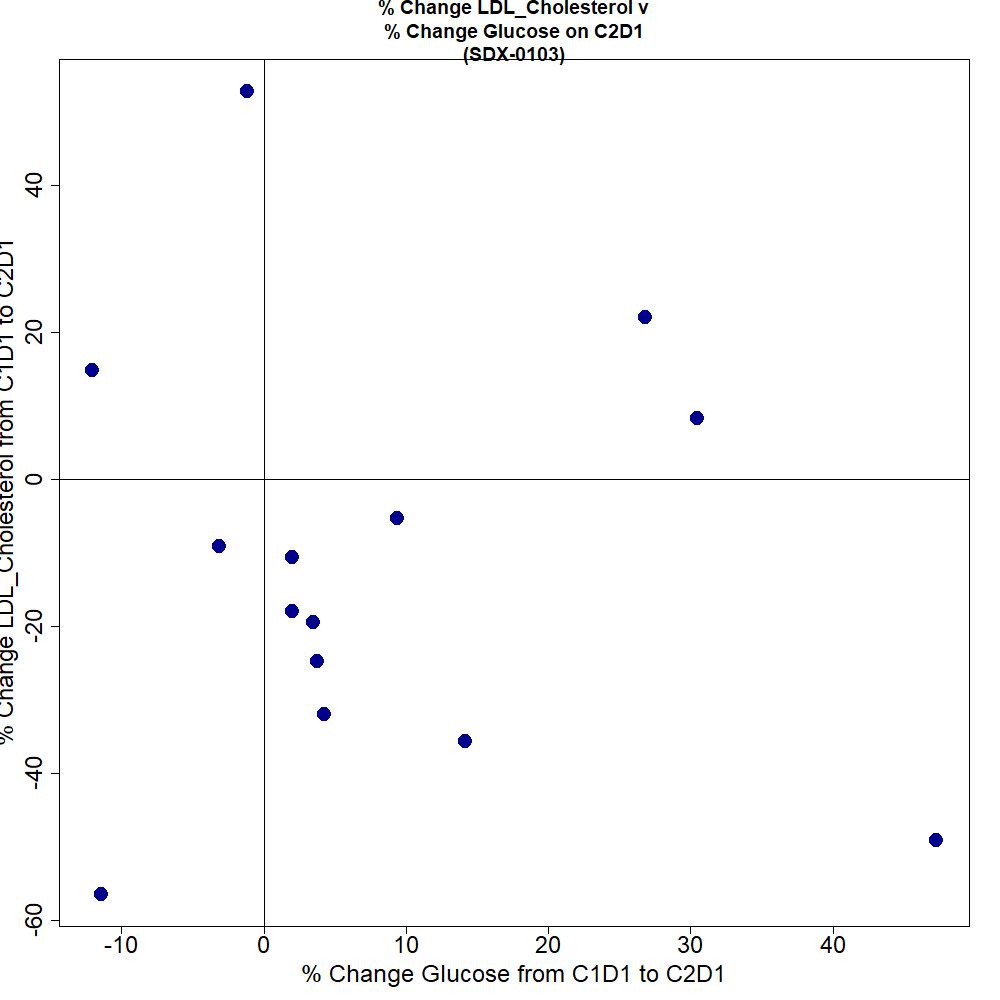 % Change LDL_Cholesterol v
% Change Glucose on C2D1
(SDX-0103)
% Change LDL_Cholesterol from C1D1 to C2D1
40
20
0
-20
-40
-60
-10
0
10
20
30
40
% Change Glucose from C1D1 to C2D1